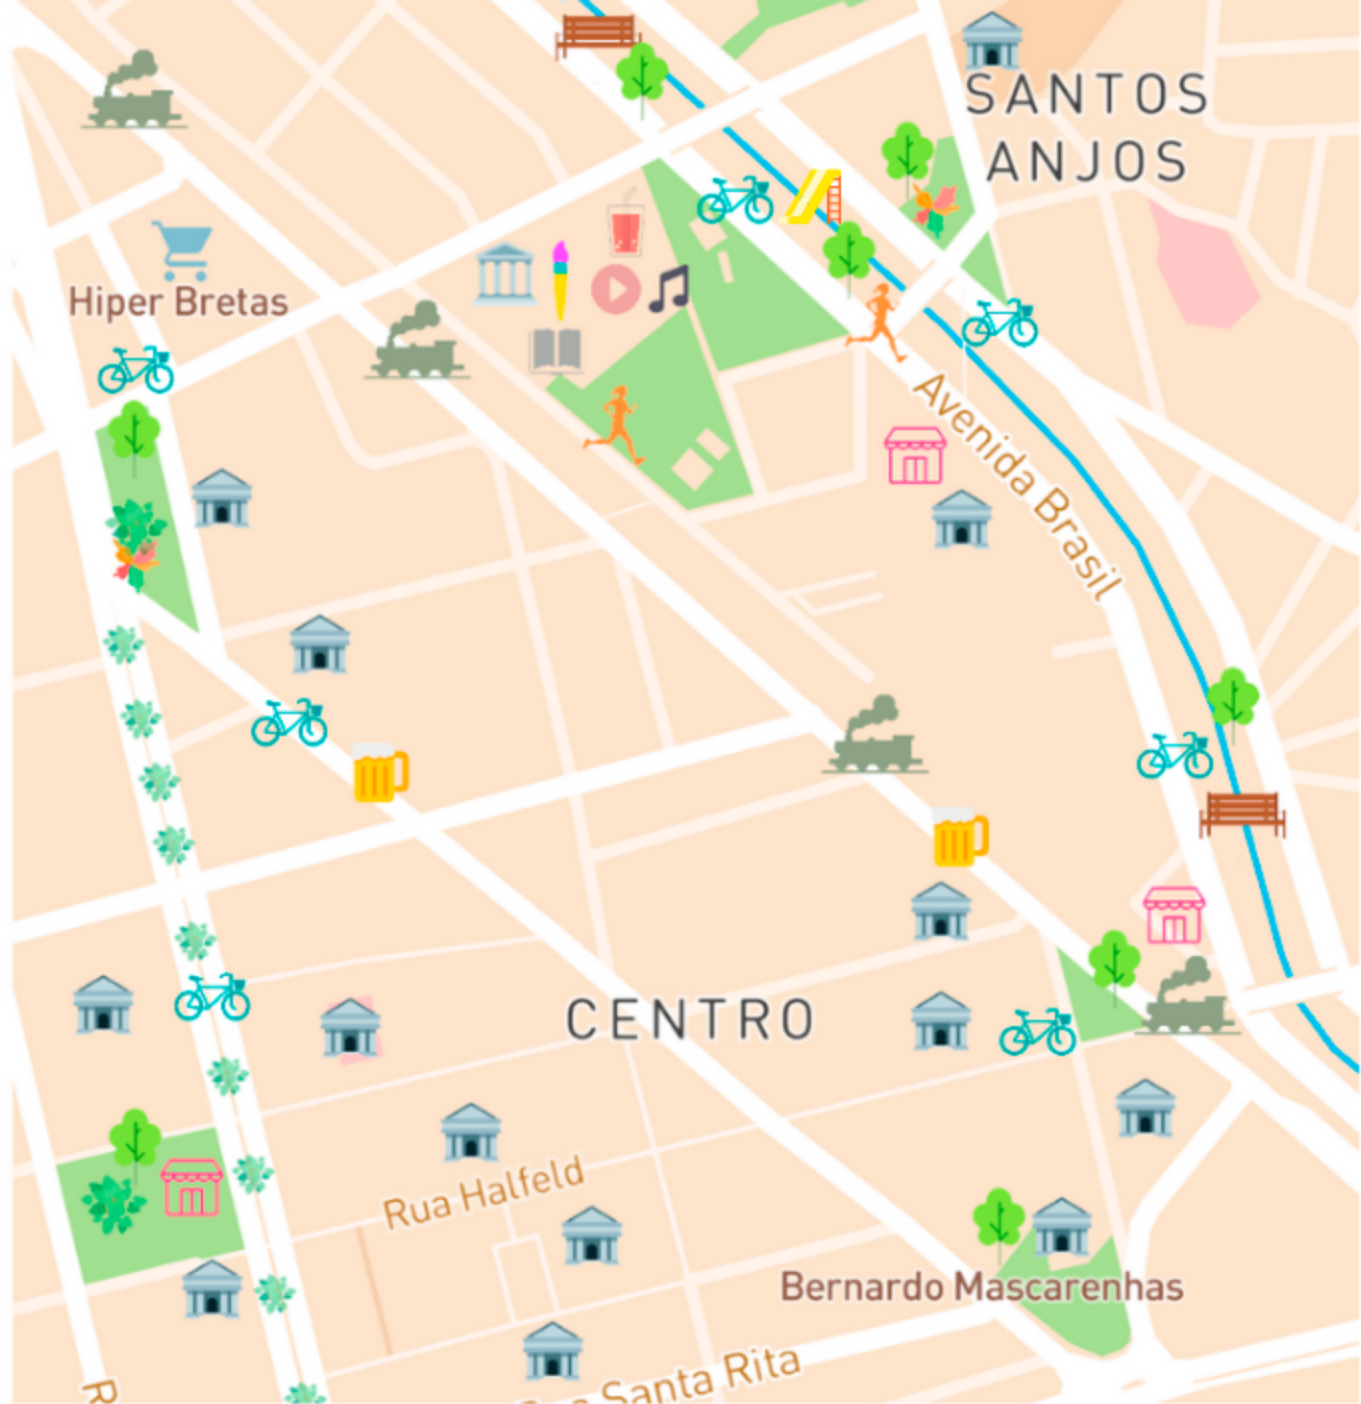 SANTOS
ANJOS
Hiper Bretas
Avenida Brasil
CENTRO
Rua Halfeld
Bernardo Mascarenhas
Santa Rita
R